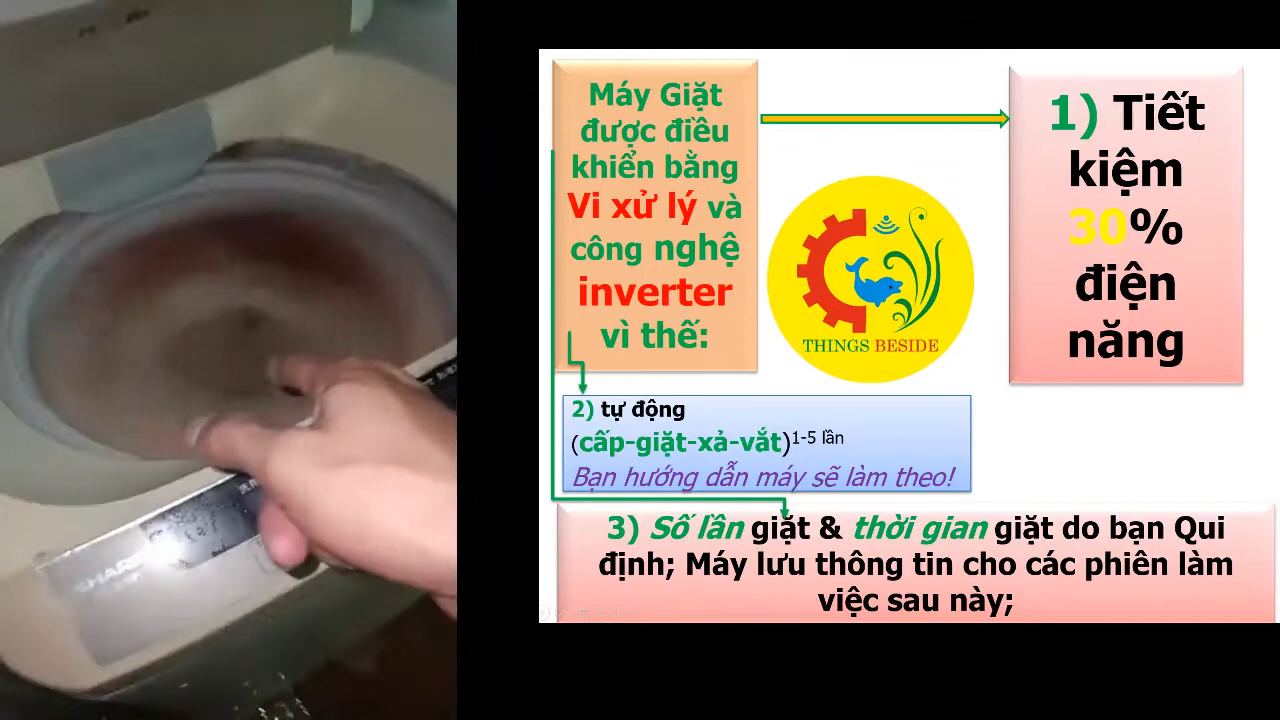 Máy Giặt
được điều
khiển bằng
Vi xử lý và
công nghệ
inverter
vì thế:
1) Tiết
kiệm
30%
điện
năng
THINGS BESIDE
2) tự động
(cấp-giặt-xả-vắt)1-5 lần
Bạn hướng dẫn máy sẽ làm theo!
3) Số lần giặt & thời gian giặt do bạn Qui
định; Máy lưu thông tin cho các phiên làm
việc sau này;
SHARP